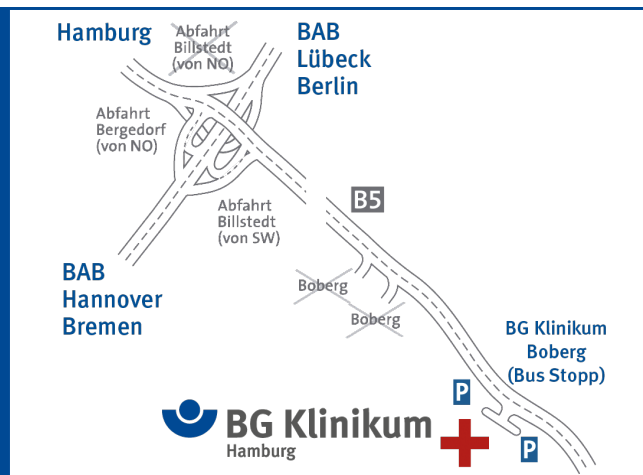 Hamburg
Abfahrt
Billstedt
(von NO)
BAB
Lübeck
Berlin
Abfahrt
Bergedorf
(von NO)
B5
Abfahrt
Billstedt
(von SW)
BAB
Hannover
Bremen
Boberg
Boberg
BG Klinikum
Boberg
(Bus Stopp)
P
P
BG Klinikum
Hamburg